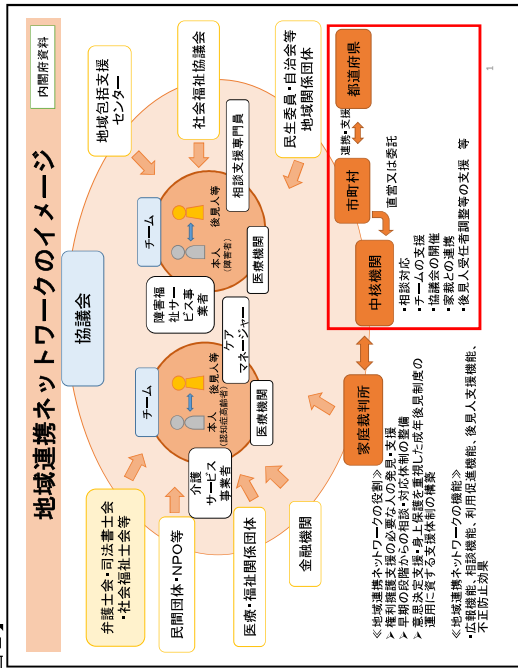 内閣府資料
地域連携ネットワークのイメージ
協議会
弁護士会・司法書士会
・社会福祉士会等
民間団体・NPO等
医療・福祉関係団体
金融機関
地域包括支援
センター
社会福祉協議会
民生委員・自治会等
地域関係団体
チーム
介護
サービス
事業者
本人
(認知症高齢者)
後見人等
医療機関
ケア
マネージャー
チーム
障害福
祉サー
ビス事
業者
本人
(障害者)
後見人等
相談支援専門員
医療機関
家庭裁判所
中核機関
・相談対応
・チームの支援
・協議会の開催
・家裁との連携
・後見人受任者調整等の支援 等
市町村
直営又は委託
連携・支援
都道府県
≪地域連携ネットワークの役割≫
➢ 権利擁護支援の必要な人の発見・支援
➢ 早期の段階からの相談・対応体制の整備
➢ 意思決定支援・身上保護を重視した成年後見制度の
運用に資する支援体制の構築
≪地域連携ネットワークの機能≫
・広報機能、相談機能、利用促進機能、後見人支援機能、
不正防止効果
1